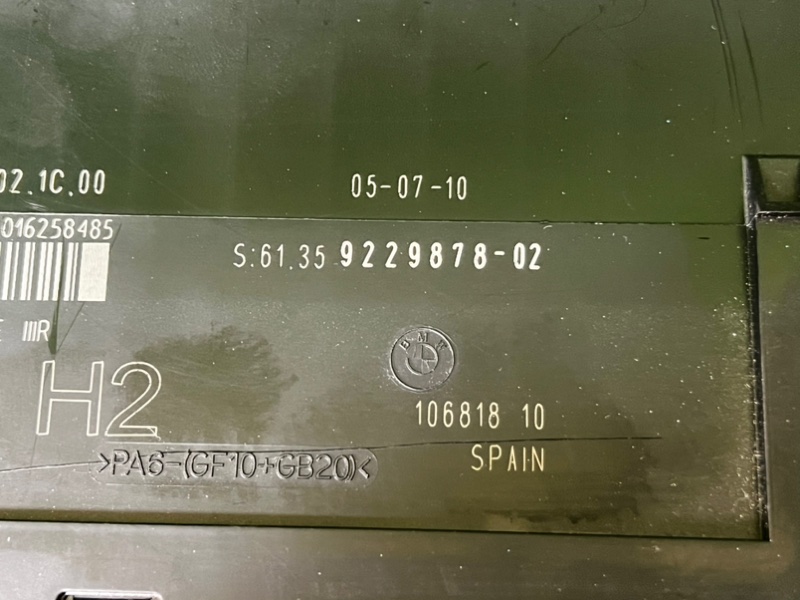 02.1C.00
05-07-10
016258485
S:61.35 9229878-02
IIIR
BMW
H2
106818 10
>PA6-(GF10+GB20)<
SPAIN